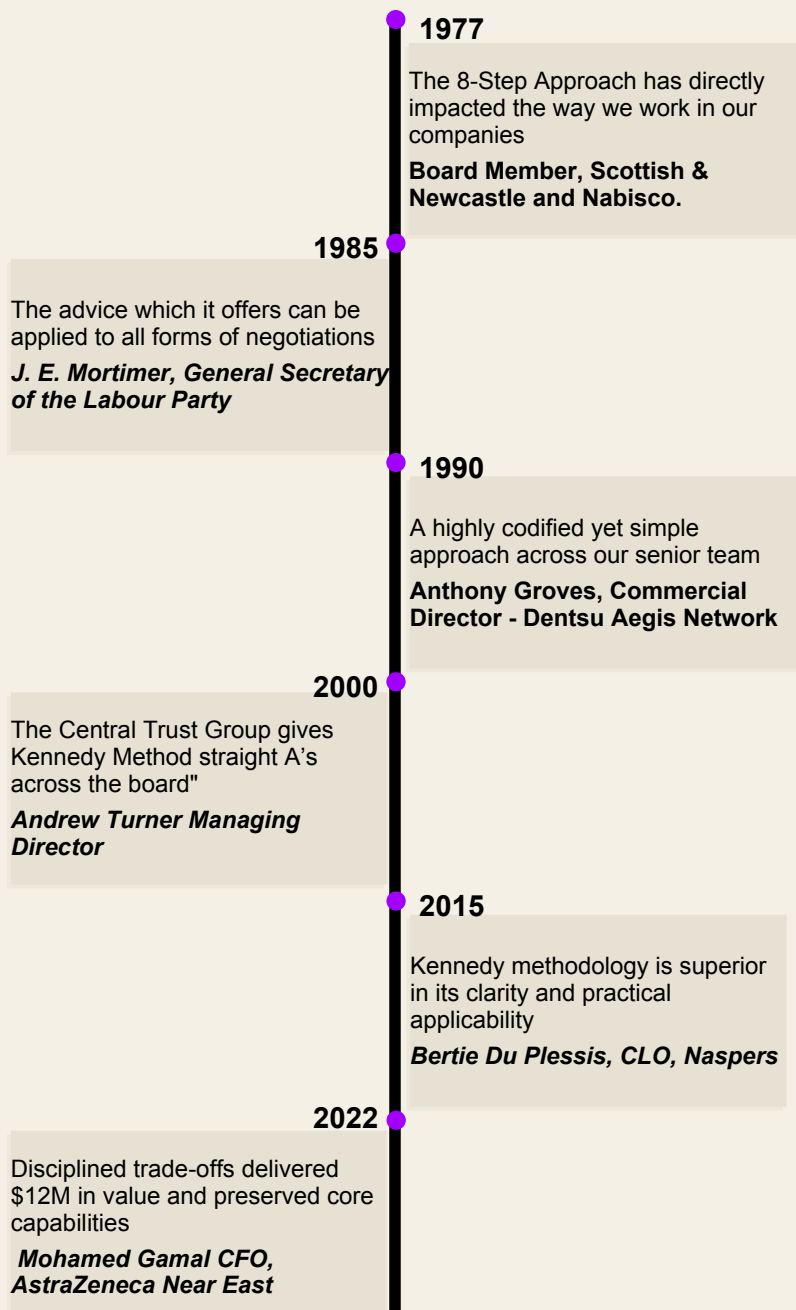 1977
The 8-Step Approach has directly
impacted the way we work in our
companies
Board Member, Scottish &
Newcastle and Nabisco.
1985
The advice which it offers can be
applied to all forms of negotiations
J. E. Mortimer, General Secretary
of the Labour Party
1990
A highly codified yet simple
approach across our senior team
Anthony Groves, Commercial
Director - Dentsu Aegis Network
2000
The Central Trust Group gives
Kennedy Method straight A’s
across the board"
Andrew Turner Managing
Director
2015
Kennedy methodology is superior
in its clarity and practical
applicability
Bertie Du Plessis, CLO, Naspers
2022
Disciplined trade-offs delivered
$12M in value and preserved core
capabilities
Mohamed Gamal CFO,
AstraZeneca Near East